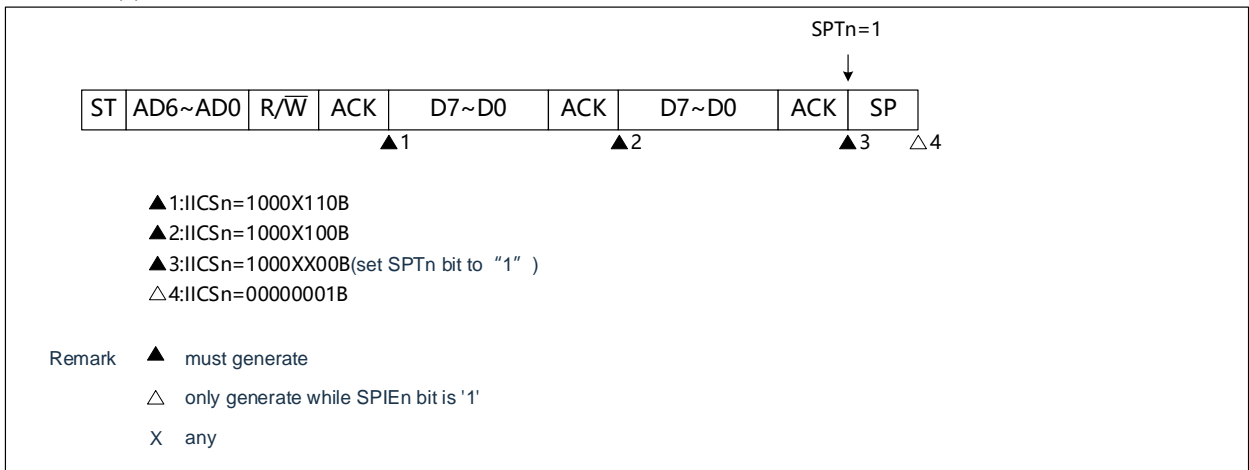 SPTn=1
ST AD6~AD0 R/W̅ ACK D7~D0 ACK D7~D0 ACK SP
▲1 ▲2 ▲3 △4
▲1:IICSn=1000X110B
▲2:IICSn=1000X100B
▲3:IICSn=1000XX00B(set SPTn bit to “1” )
△4:IICSn=00000001B
Remark ▲ must generate
△ only generate while SPIEn bit is '1'
X any